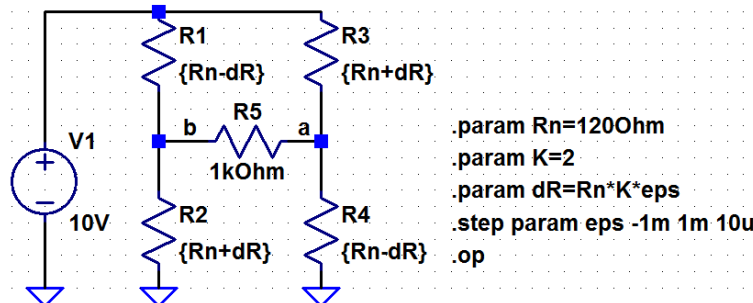 R1
{Rn-dR}
R3
{Rn+dR}
R5
b
a
1kOhm
V1
+
−
10V
R2
{Rn+dR}
R4
{Rn-dR}
.param Rn=120Ohm
.param K=2
.param dR=Rn*K*eps
.step param eps -1m 1m 10u
.op